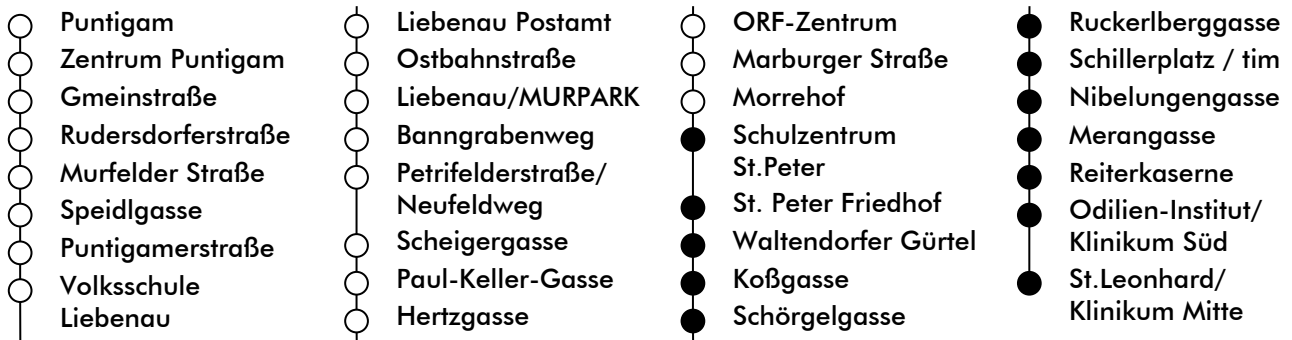 Puntigam
Zentrum Puntigam
Gmeinstraße
Rudersdorferstraße
Murfelder Straße
Speidlgasse
Puntigamerstraße
Volksschule
Liebenau
Liebenau Postamt
Ostbahnstraße
Liebenau/MURPARK
Banngrabenweg
Petrifelderstraße/
Neufeldweg
Scheigergasse
Paul-Keller-Gasse
Hertzgasse
ORF-Zentrum
Marburger Straße
Morrehof
Schulzentrum
St.Peter
St. Peter Friedhof
Waltendorfer Gürtel
Koßgasse
Schörgelgasse
Ruckerlberggasse
Schillerplatz / tim
Nibelungengasse
Merangasse
Reiterkaserne
Odilien-Institut/
Klinikum Süd
St.Leonhard/
Klinikum Mitte